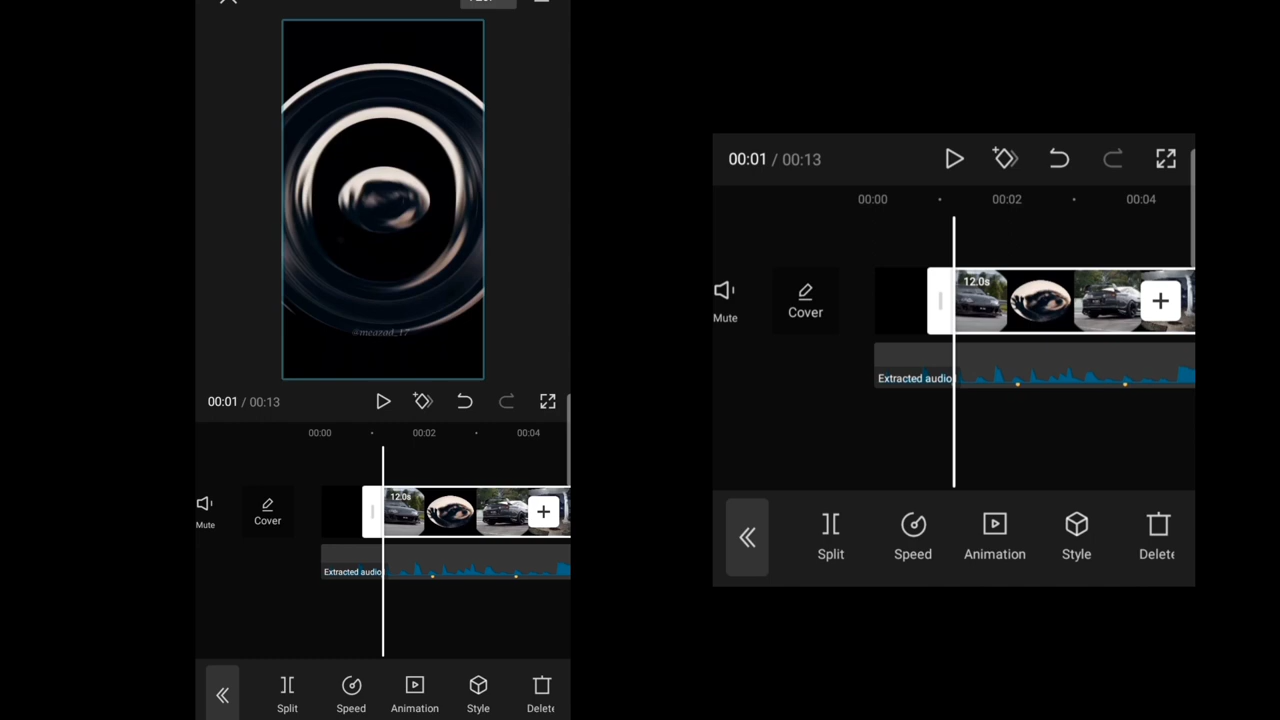 @meazad_17
00:01 / 00:13
00:00
00:02
00:04
12.0s
Mute
Cover
Extracted audio
Split
Speed
Animation
Style
Delete
00:01 / 00:13
00:00
00:02
00:04
12.0s
Mute
Cover
Extracted audio
Split
Speed
Animation
Style
Delete